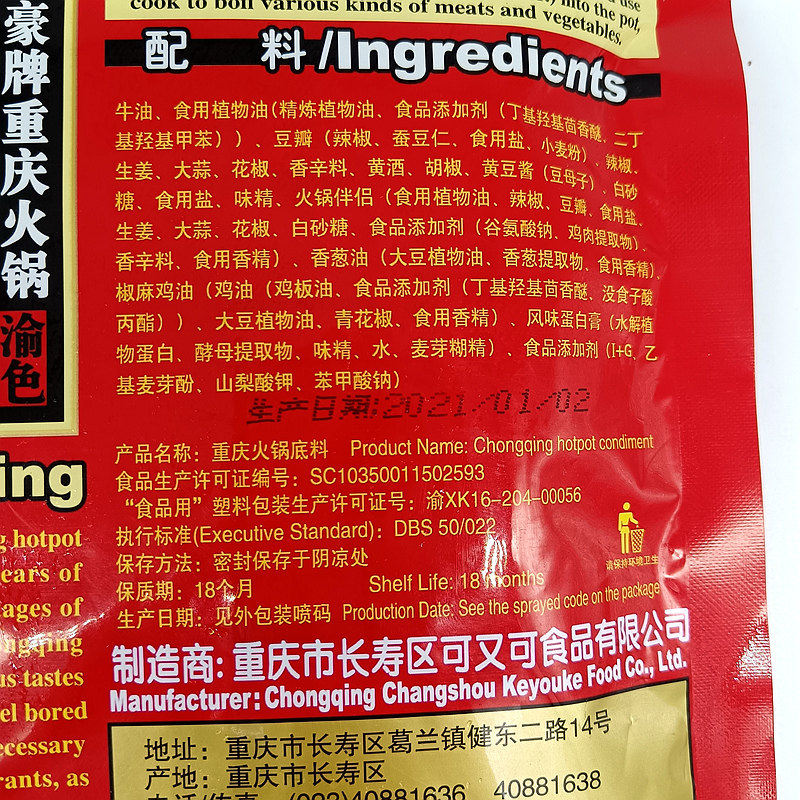 cook to boil various kinds of meats and vegetables.
into the pot,
use
豪牌重庆火锅
渝色
配 料/Ingredients
牛油、食用植物油(精炼植物油、食品添加剂（丁基羟基茴香醚、二丁
基羟基甲苯））、豆瓣（辣椒、蚕豆仁、食用盐、小麦粉）、辣椒、
生姜、大蒜、花椒、香辛料、黄酒、胡椒、黄豆酱（豆母子）、白砂
糖、食用盐、味精、火锅伴侣（食用植物油、辣椒、豆瓣、食用盐、
生姜、大蒜、花椒、白砂糖、食品添加剂（谷氨酸钠、鸡肉提取物）、
香辛料、食用香精）、香葱油（大豆植物油、香葱提取物、食用香精）、
椒麻鸡油（鸡油（鸡板油、食品添加剂（丁基羟基茴香醚、没食子酸
丙酯））、大豆植物油、青花椒、食用香精）、风味蛋白膏（水解植
物蛋白、酵母提取物、味精、水、麦芽糊精）、食品添加剂（I+G、乙
基麦芽酚、山梨酸钾、苯甲酸钠）
生产日期:2021/01/02
产品名称：重庆火锅底料 Product Name: Chongqing hotpot condiment
食品生产许可证编号：SC10350011502593
“食品用”塑料包装生产许可证号：渝XK16-204-00056
执行标准(Executive Standard)：DBS 50/022
保存方法：密封保存于阴凉处
请保持环境卫生
保质期：18个月 Shelf Life: 18 months
生产日期：见外包装喷码 Production Date: See the sprayed code on the package
制造商：重庆市长寿区可又可食品有限公司
Manufacturer: Chongqing Changshou Keyouke Food Co., Ltd.
地址：重庆市长寿区葛兰镇健东二路14号
产地：重庆市长寿区
电话/传真：(023)40881636 40881638
ing
g hotpot
ears of
ages of
ngqing
us tastes
el bored
ecessary
rants, as